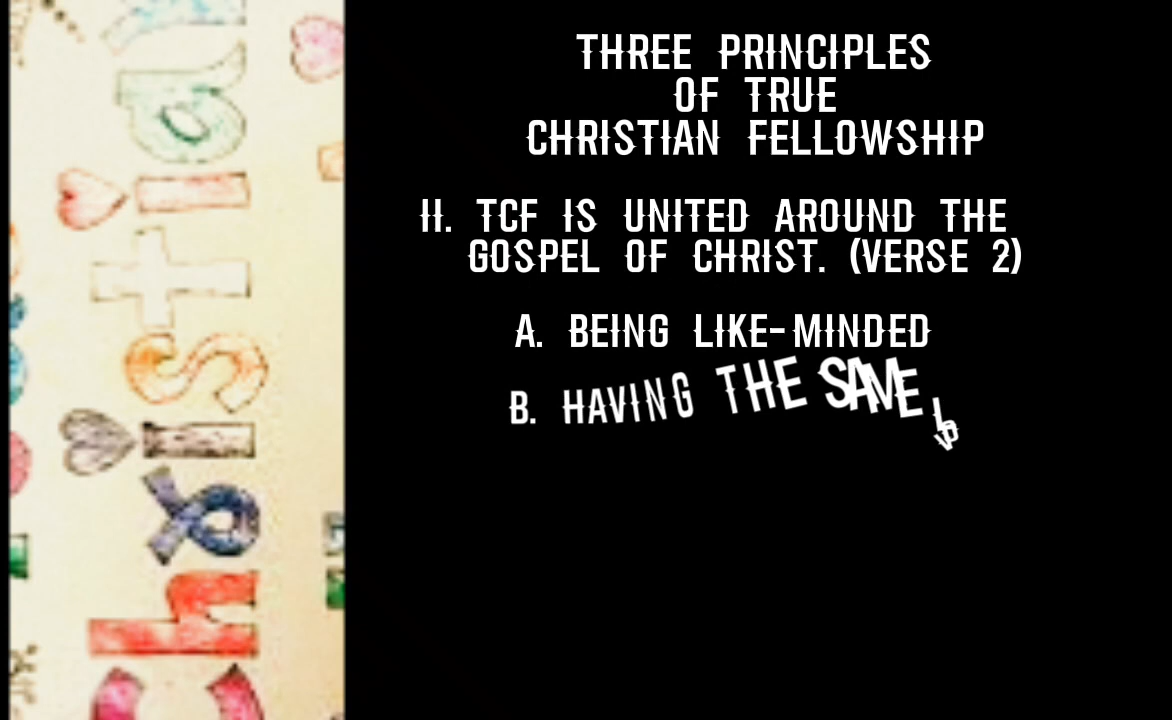 THREE PRINCIPLES
OF TRUE
CHRISTIAN FELLOWSHIP
II. TCF IS UNITED AROUND THE
GOSPEL OF CHRIST. (VERSE 2)
A. BEING LIKE-MINDED
B. HAVING THE SAME
Christia